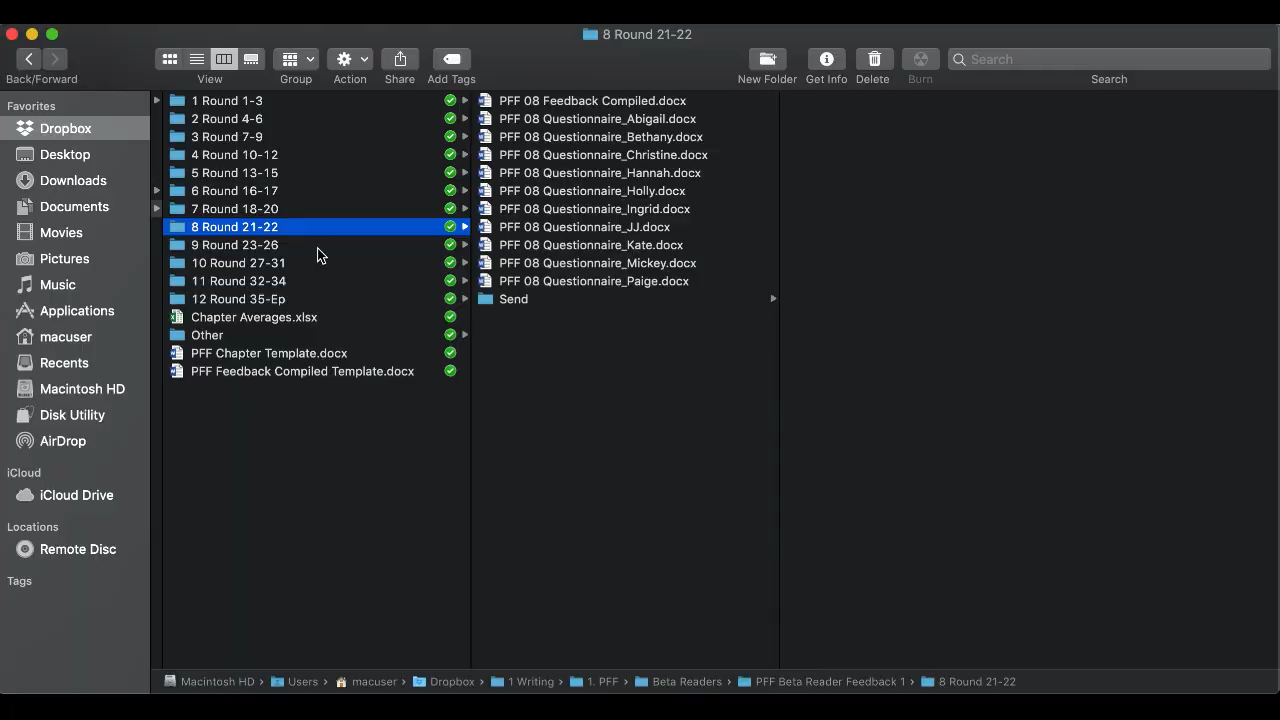 8 Round 21-22
Back/Forward
View
Group
Action
Share
Add Tags
New Folder
Get Info
Delete
Burn
Search
Search
Favorites
Dropbox
Desktop
Downloads
Documents
Movies
Pictures
Music
Applications
macuser
Recents
Macintosh HD
Disk Utility
AirDrop
iCloud
iCloud Drive
Locations
Remote Disc
Tags
1 Round 1-3
2 Round 4-6
3 Round 7-9
4 Round 10-12
5 Round 13-15
6 Round 16-17
7 Round 18-20
8 Round 21-22
9 Round 23-26
10 Round 27-31
11 Round 32-34
12 Round 35-Ep
Chapter Averages.xlsx
Other
PFF Chapter Template.docx
PFF Feedback Compiled Template.docx
PFF 08 Feedback Compiled.docx
PFF 08 Questionnaire_Abigail.docx
PFF 08 Questionnaire_Bethany.docx
PFF 08 Questionnaire_Christine.docx
PFF 08 Questionnaire_Hannah.docx
PFF 08 Questionnaire_Holly.docx
PFF 08 Questionnaire_Ingrid.docx
PFF 08 Questionnaire_JJ.docx
PFF 08 Questionnaire_Kate.docx
PFF 08 Questionnaire_Mickey.docx
PFF 08 Questionnaire_Paige.docx
Send
Macintosh HD › Users › macuser › Dropbox › 1 Writing › 1. PFF › Beta Readers › PFF Beta Reader Feedback 1 › 8 Round 21-22